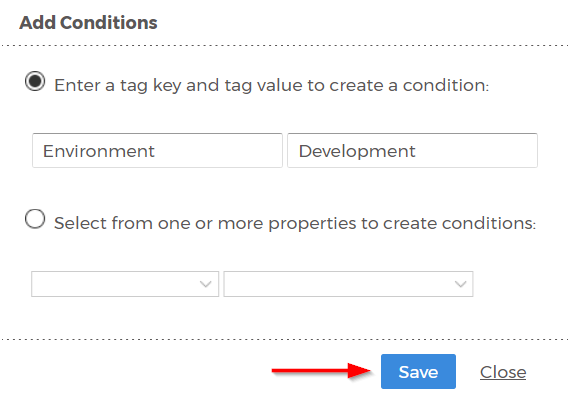 Add Conditions
Enter a tag key and tag value to create a condition:
Environment Development
Select from one or more properties to create conditions:
Save Close